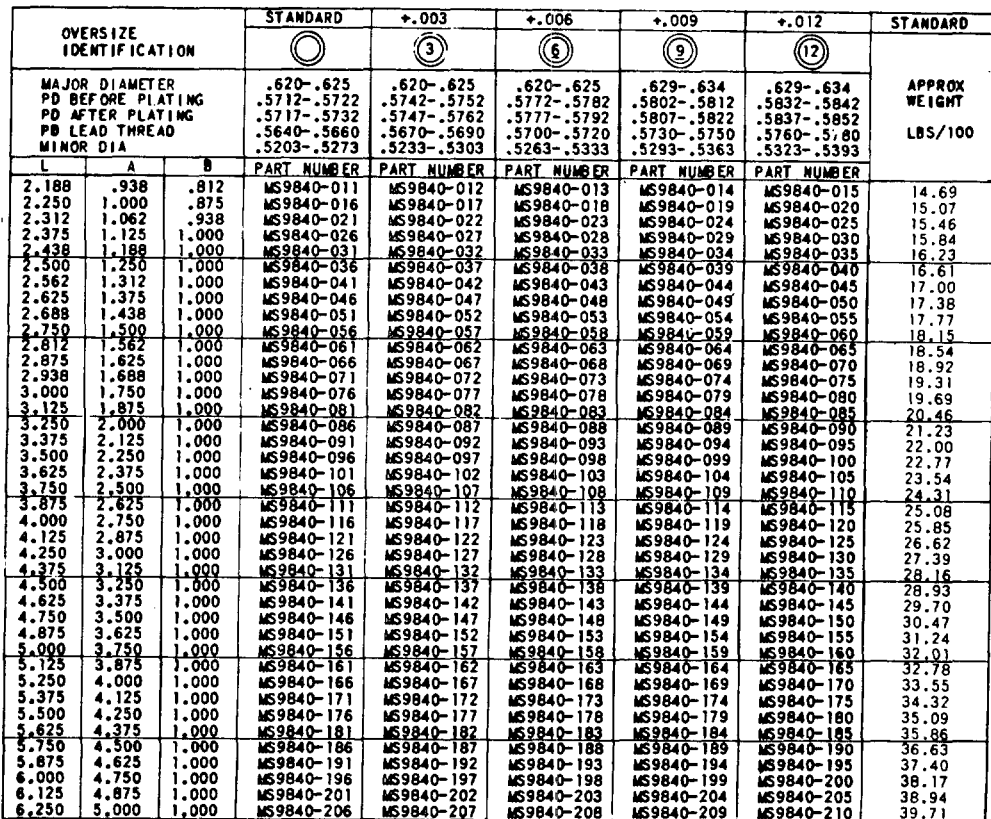 OVERSIZE IDENTIFICATION STANDARD +.003 +.006 +.009 +.012 STANDARD
3 6 9 12
MAJOR DIAMETER .620-.625 .620-.625 .620-.625 .629-.634 .629-.634 APPROX
PD BEFORE PLATING .5712-.5722 .5742-.5752 .5772-.5782 .5802-.5812 .5832-.5842 WEIGHT
PD AFTER PLATING .5717-.5732 .5747-.5762 .5777-.5792 .5807-.5822 .5837-.5852
PB LEAD THREAD .5640-.5660 .5670-.5690 .5700-.5720 .5730-.5750 .5760-.5780 LBS/100
MINOR DIA .5203-.5273 .5233-.5303 .5263-.5333 .5293-.5363 .5323-.5393
L A B PART NUMBER PART NUMBER PART NUMBER PART NUMBER PART NUMBER
2.188 .938 .812 MS9840-011 MS9840-012 MS9840-013 MS9840-014 MS9840-015 14.69
2.250 1.000 .875 MS9840-016 MS9840-017 MS9840-018 MS9840-019 MS9840-020 15.07
2.312 1.062 .938 MS9840-021 MS9840-022 MS9840-023 MS9840-024 MS9840-025 15.46
2.375 1.125 1.000 MS9840-026 MS9840-027 MS9840-028 MS9840-029 MS9840-030 15.84
2.438 1.188 1.000 MS9840-031 MS9840-032 MS9840-033 MS9840-034 MS9840-035 16.23
2.500 1.250 1.000 MS9840-036 MS9840-037 MS9840-038 MS9840-039 MS9840-040 16.61
2.562 1.312 1.000 MS9840-041 MS9840-042 MS9840-043 MS9840-044 MS9840-045 17.00
2.625 1.375 1.000 MS9840-046 MS9840-047 MS9840-048 MS9840-049 MS9840-050 17.38
2.688 1.438 1.000 MS9840-051 MS9840-052 MS9840-053 MS9840-054 MS9840-055 17.77
2.750 1.500 1.000 MS9840-056 MS9840-057 MS9840-058 MS9840-059 MS9840-060 18.15
2.812 1.562 1.000 MS9840-061 MS9840-062 MS9840-063 MS9840-064 MS9840-065 18.54
2.875 1.625 1.000 MS9840-066 MS9840-067 MS9840-068 MS9840-069 MS9840-070 18.92
2.938 1.688 1.000 MS9840-071 MS9840-072 MS9840-073 MS9840-074 MS9840-075 19.31
3.000 1.750 1.000 MS9840-076 MS9840-077 MS9840-078 MS9840-079 MS9840-080 19.69
3.125 1.875 1.000 MS9840-081 MS9840-082 MS9840-083 MS9840-084 MS9840-085 20.46
3.250 2.000 1.000 MS9840-086 MS9840-087 MS9840-088 MS9840-089 MS9840-090 21.23
3.375 2.125 1.000 MS9840-091 MS9840-092 MS9840-093 MS9840-094 MS9840-095 22.00
3.500 2.250 1.000 MS9840-096 MS9840-097 MS9840-098 MS9840-099 MS9840-100 22.77
3.625 2.375 1.000 MS9840-101 MS9840-102 MS9840-103 MS9840-104 MS9840-105 23.54
3.750 2.500 1.000 MS9840-106 MS9840-107 MS9840-108 MS9840-109 MS9840-110 24.31
3.875 2.625 1.000 MS9840-111 MS9840-112 MS9840-113 MS9840-114 MS9840-115 25.08
4.000 2.750 1.000 MS9840-116 MS9840-117 MS9840-118 MS9840-119 MS9840-120 25.85
4.125 2.875 1.000 MS9840-121 MS9840-122 MS9840-123 MS9840-124 MS9840-125 26.62
4.250 3.000 1.000 MS9840-126 MS9840-127 MS9840-128 MS9840-129 MS9840-130 27.39
4.375 3.125 1.000 MS9840-131 MS9840-132 MS9840-133 MS9840-134 MS9840-135 28.16
4.500 3.250 1.000 MS9840-136 MS9840-137 MS9840-138 MS9840-139 MS9840-140 28.93
4.625 3.375 1.000 MS9840-141 MS9840-142 MS9840-143 MS9840-144 MS9840-145 29.70
4.750 3.500 1.000 MS9840-146 MS9840-147 MS9840-148 MS9840-149 MS9840-150 30.47
4.875 3.625 1.000 MS9840-151 MS9840-152 MS9840-153 MS9840-154 MS9840-155 31.24
5.000 3.750 1.000 MS9840-156 MS9840-157 MS9840-158 MS9840-159 MS9840-160 32.01
5.125 3.875 1.000 MS9840-161 MS9840-162 MS9840-163 MS9840-164 MS9840-165 32.78
5.250 4.000 1.000 MS9840-166 MS9840-167 MS9840-168 MS9840-169 MS9840-170 33.55
5.375 4.125 1.000 MS9840-171 MS9840-172 MS9840-173 MS9840-174 MS9840-175 34.32
5.500 4.250 1.000 MS9840-176 MS9840-177 MS9840-178 MS9840-179 MS9840-180 35.09
5.625 4.375 1.000 MS9840-181 MS9840-182 MS9840-183 MS9840-184 MS9840-185 35.86
5.750 4.500 1.000 MS9840-186 MS9840-187 MS9840-188 MS9840-189 MS9840-190 36.63
5.875 4.625 1.000 MS9840-191 MS9840-192 MS9840-193 MS9840-194 MS9840-195 37.40
6.000 4.750 1.000 MS9840-196 MS9840-197 MS9840-198 MS9840-199 MS9840-200 38.17
6.125 4.875 1.000 MS9840-201 MS9840-202 MS9840-203 MS9840-204 MS9840-205 38.94
6.250 5.000 1.000 MS9840-206 MS9840-207 MS9840-208 MS9840-209 MS9840-210 39.71